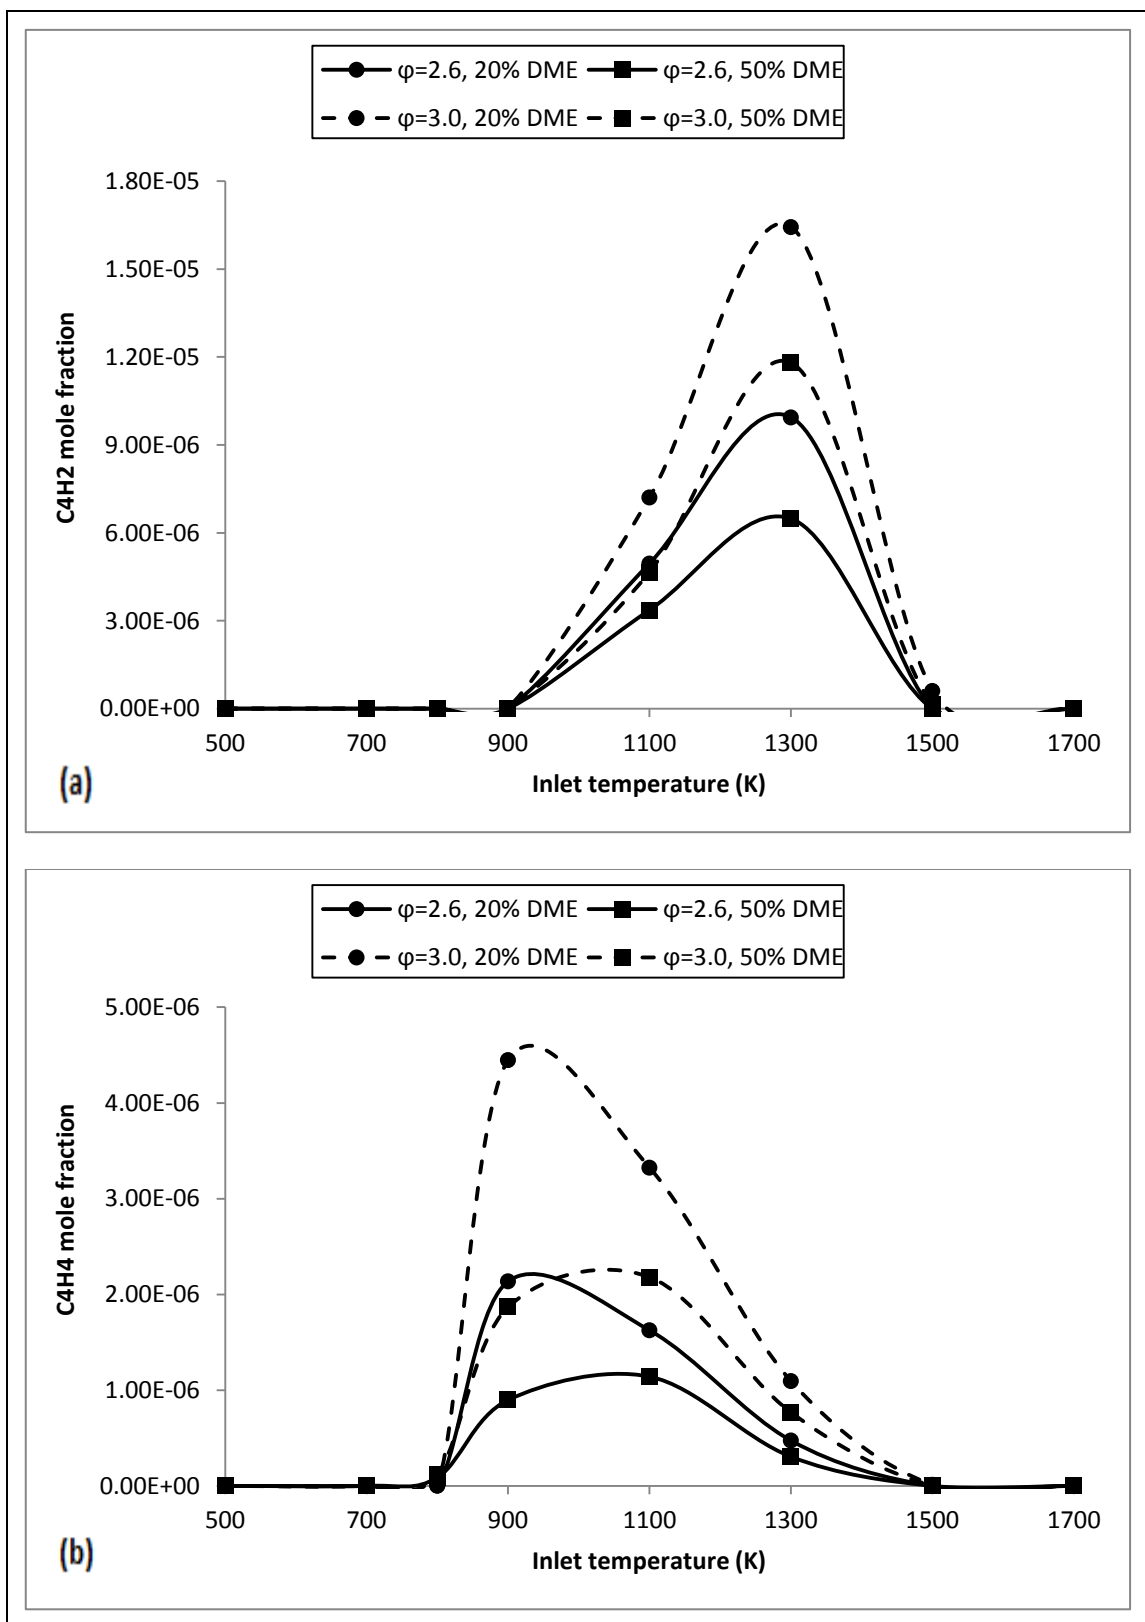 φ=2.6, 20% DME φ=2.6, 50% DME
φ=3.0, 20% DME φ=3.0, 50% DME
1.80E-05
1.50E-05
1.20E-05
9.00E-06
6.00E-06
3.00E-06
0.00E+00
C4H2 mole fraction
500 700 900 1100 1300 1500 1700
Inlet temperature (K)
(a)
φ=2.6, 20% DME φ=2.6, 50% DME
φ=3.0, 20% DME φ=3.0, 50% DME
5.00E-06
4.00E-06
3.00E-06
2.00E-06
1.00E-06
0.00E+00
C4H4 mole fraction
500 700 900 1100 1300 1500 1700
Inlet temperature (K)
(b)